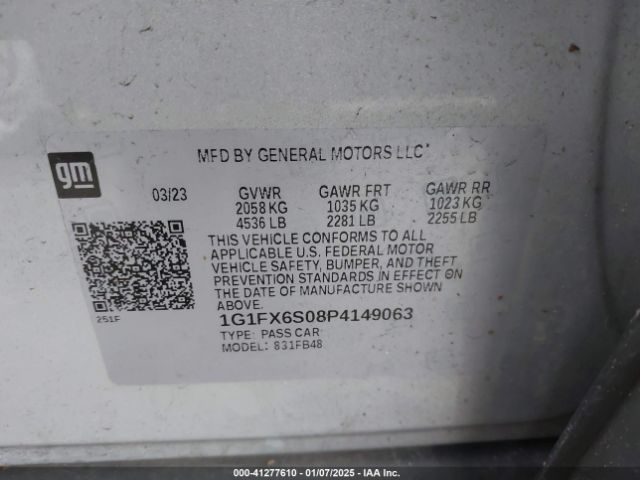 gm
MFD BY GENERAL MOTORS LLC*
03/23
GVWR GAWR FRT GAWR RR
2058 KG 1035 KG 1023 KG
4536 LB 2281 LB 2255 LB
THIS VEHICLE CONFORMS TO ALL
APPLICABLE U.S. FEDERAL MOTOR
VEHICLE SAFETY, BUMPER, AND THEFT
PREVENTION STANDARDS IN EFFECT ON
THE DATE OF MANUFACTURE SHOWN
ABOVE.
251F
1G1FX6S08P4149063
TYPE: PASS CAR
MODEL: 831FB48
000-41277610 \ 01/07/2025 \ IAA Inc.